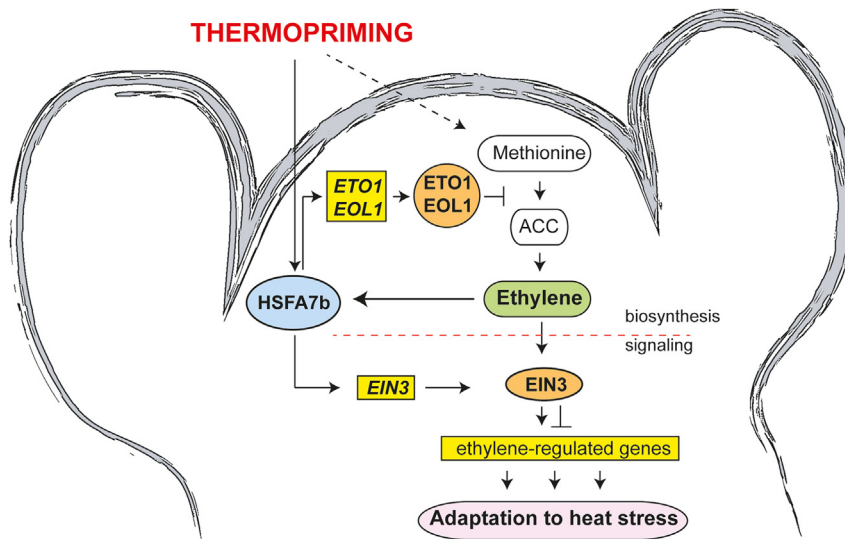 THERMOPRIMING
Methionine
ETO1
EOL1
ETO1
EOL1
ACC
HSFA7b
Ethylene
biosynthesis
signaling
EIN3
EIN3
ethylene-regulated genes
Adaptation to heat stress